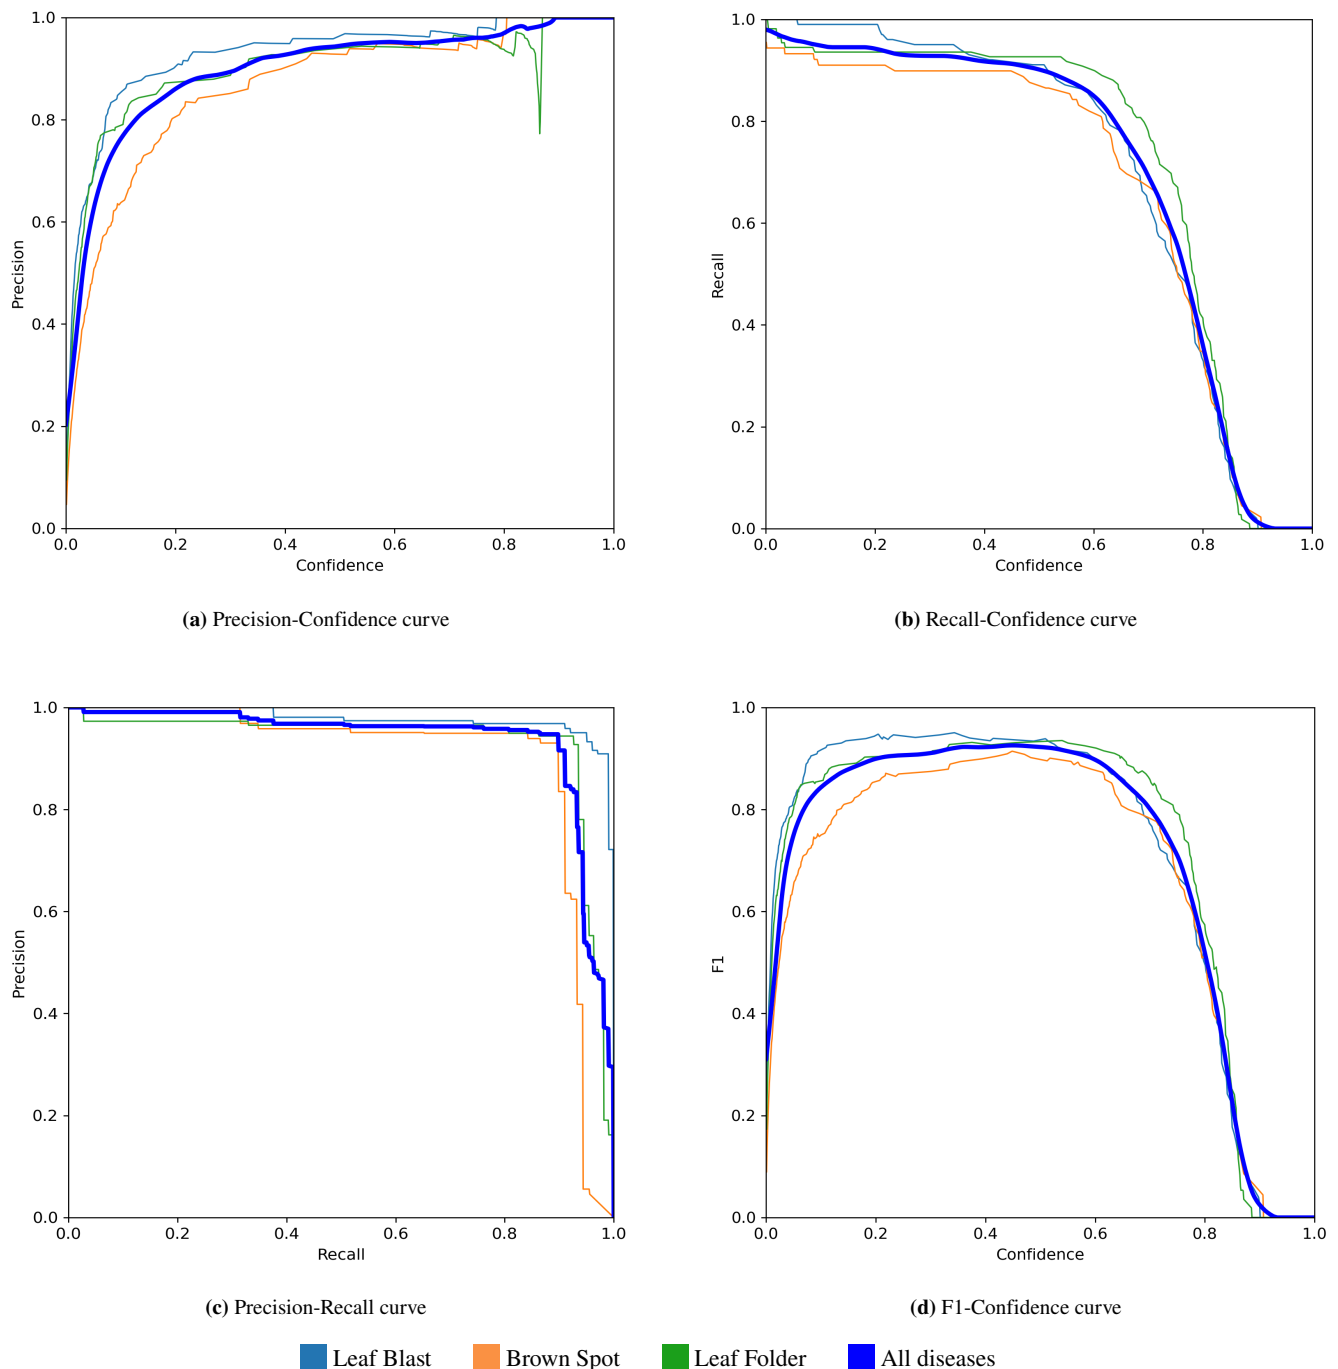 1.0
0.8
0.6
0.4
0.2
0.0
Precision
0.0 0.2 0.4 0.6 0.8 1.0
Confidence
(a) Precision-Confidence curve
1.0
0.8
0.6
0.4
0.2
0.0
Recall
0.0 0.2 0.4 0.6 0.8 1.0
Confidence
(b) Recall-Confidence curve
1.0
0.8
0.6
0.4
0.2
0.0
Precision
0.0 0.2 0.4 0.6 0.8 1.0
Recall
(c) Precision-Recall curve
1.0
0.8
0.6
0.4
0.2
0.0
F1
0.0 0.2 0.4 0.6 0.8 1.0
Confidence
(d) F1-Confidence curve
Leaf Blast Brown Spot Leaf Folder All diseases